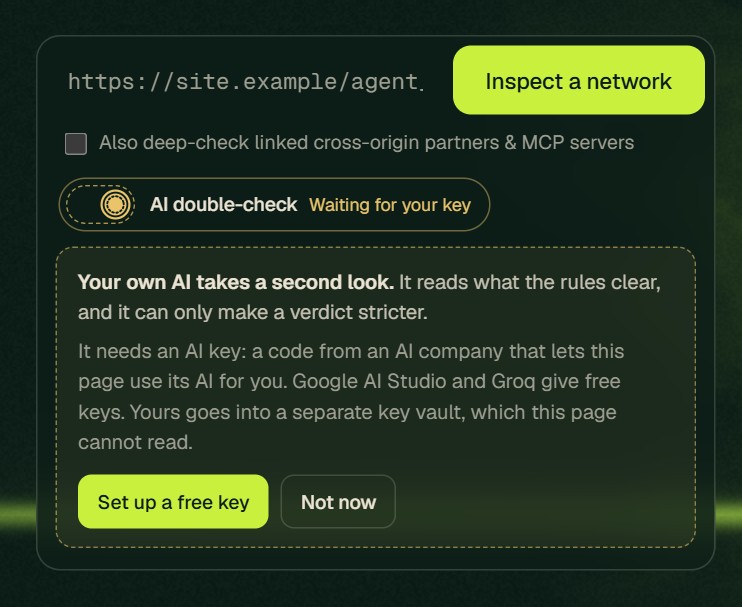 https://site.example/agent.
Inspect a network
Also deep-check linked cross-origin partners & MCP servers
AI double-check Waiting for your key
Your own AI takes a second look. It reads what the rules clear,
and it can only make a verdict stricter.
It needs an AI key: a code from an AI company that lets this
page use its AI for you. Google AI Studio and Groq give free
keys. Yours goes into a separate key vault, which this page
cannot read.
Set up a free key
Not now